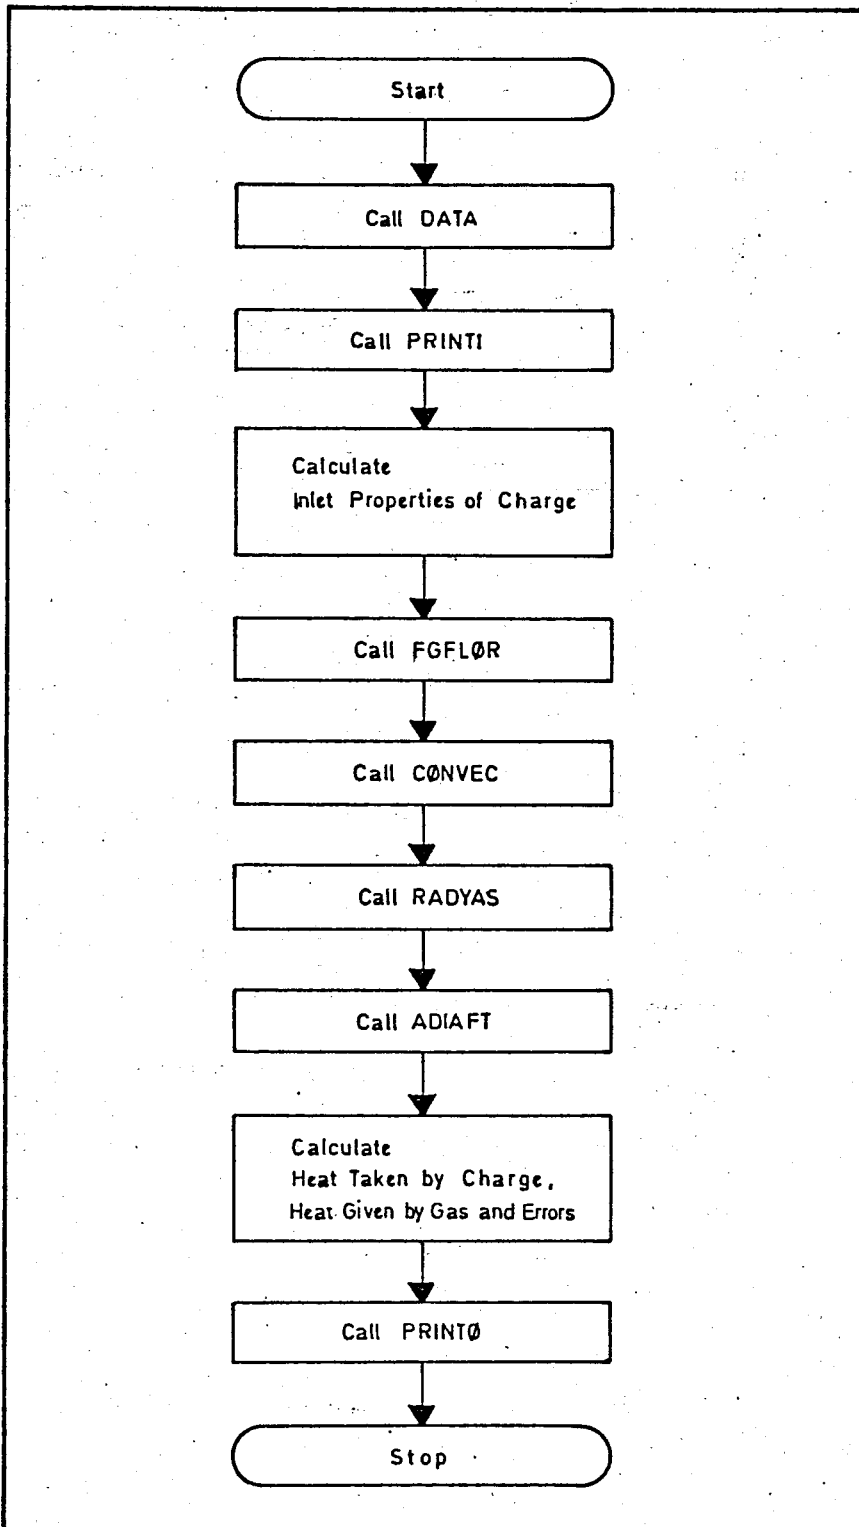 Start
Call DATA
Call PRINTI
Calculate
Inlet Properties of Charge
Call FGFLØR
Call CØNVEC
Call RADYAS
Call ADIAFT
Calculate
Heat Taken by Charge,
Heat Given by Gas and Errors
Call PRINTØ
Stop